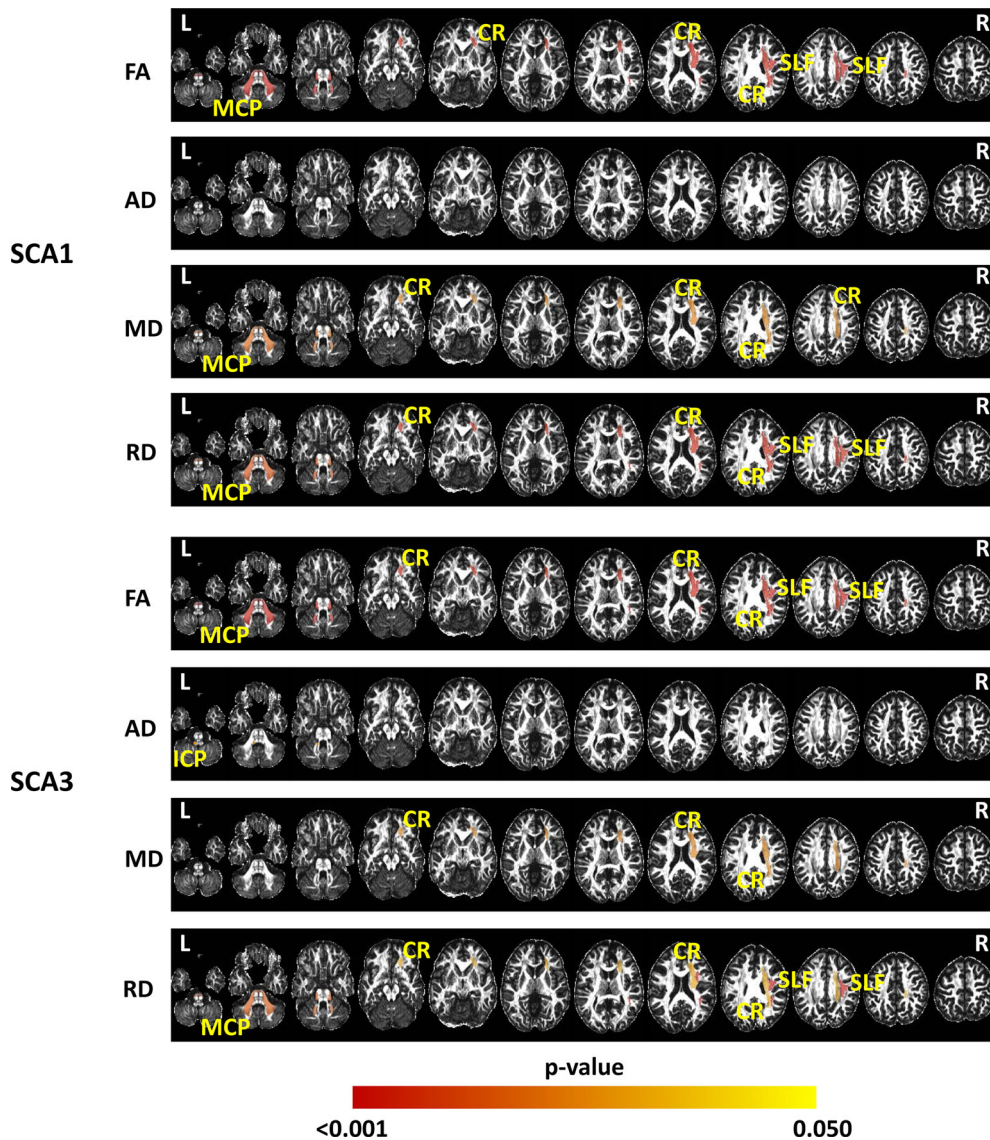 SCA1
L CR CR R
FA SLF SLF
MCP CR
L R
AD
L CR CR CR R
MD
MCP CR
L CR CR R
RD SLF SLF
MCP CR
SCA3
L CR CR R
FA SLF SLF
MCP CR
L R
AD
ICP
L CR CR R
MD
CR
L CR CR R
RD SLF SLF
MCP CR
p-value
<0.001 0.050